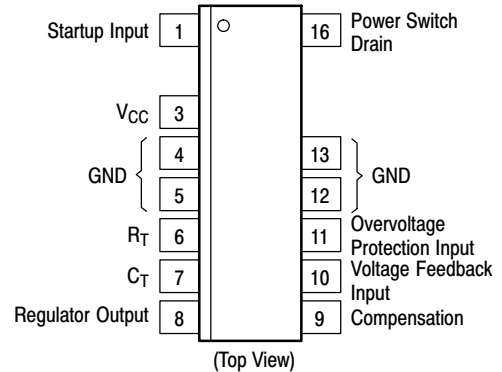 Startup Input 1 16 Power Switch
Drain
VCC 3
4 13
GND GND
5 12
RT 6 11 Overvoltage
Protection Input
CT 7 10 Voltage Feedback
Input
Regulator Output 8 9 Compensation
(Top View)